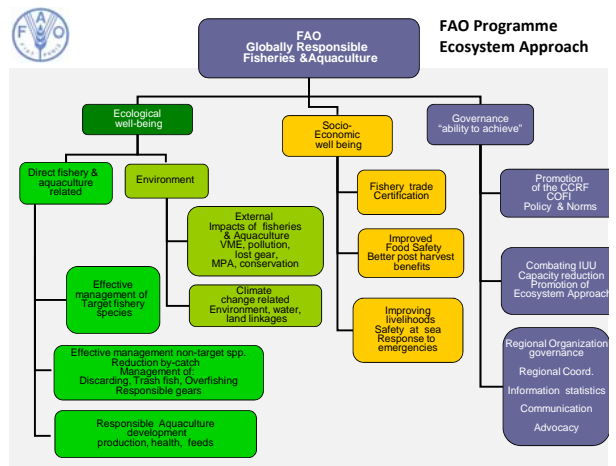 F A O
FIAT PANIS
FAO
Globally Responsible
Fisheries &Aquaculture
FAO Programme
Ecosystem Approach
Ecological
well-being
Socio-
Economic
well being
Governance
“ability to achieve”
Direct fishery &
aquaculture
related
Environment
Fishery trade
Certification
Promotion
of the CCRF
COFI
Policy & Norms
External
Impacts of fisheries
& Aquaculture
VME, pollution,
lost gear,
MPA, conservation
Improved
Food Safety
Better post harvest
benefits
Combating IUU
Capacity reduction
Promotion of
Ecosystem Approach
Effective
management of
Target fishery
species
Climate
change related
Environment, water,
land linkages
Improving
livelihoods
Safety at sea
Response to
emergencies
Effective management non-target spp.
Reduction by-catch
Management of:
Discarding, Trash fish, Overfishing
Responsible gears
Regional Organization
governance
Regional Coord.
Information statistics
Communication
Advocacy
Responsible Aquaculture
development
production, health, feeds